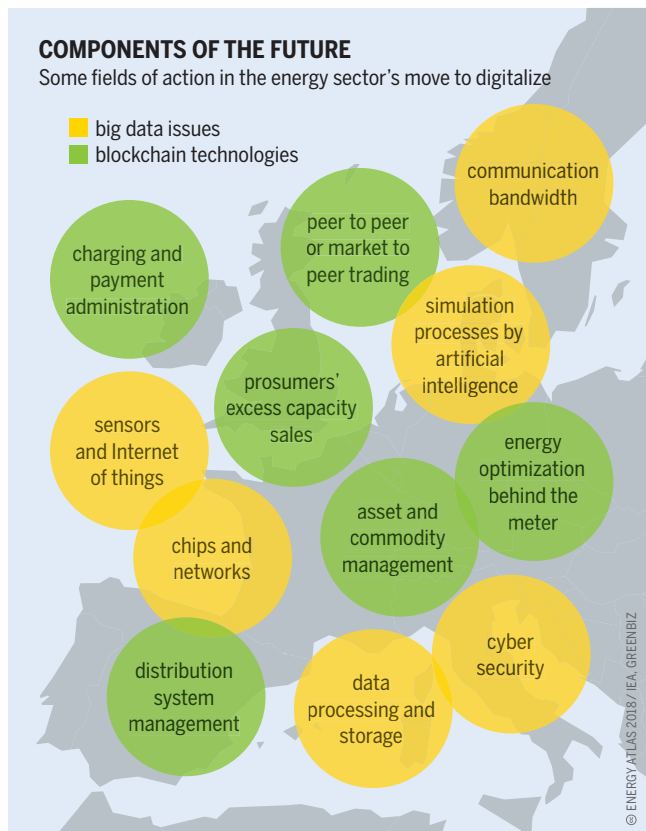 COMPONENTS OF THE FUTURE
Some fields of action in the energy sector’s move to digitalize
big data issues
blockchain technologies
communication
bandwidth
peer to peer
or market to
peer trading
charging and
payment
administration
simulation
processes by
artificial
intelligence
prosumers’
excess capacity
sales
sensors
and Internet
of things
energy
optimization
behind the
meter
asset and
commodity
management
chips and
networks
cyber
security
distribution
system
management
data
processing and
storage
ENERGY ATLAS 2018 / IEA, GREENBIZ